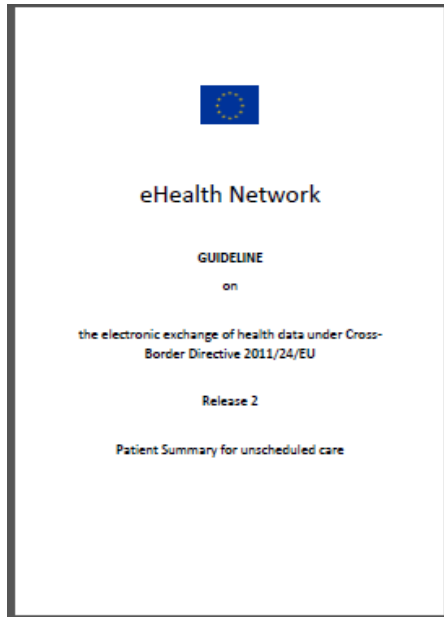 eHealth Network
GUIDELINE
on
the electronic exchange of health data under Cross-
Border Directive 2011/24/EU
Release 2
Patient Summary for unscheduled care